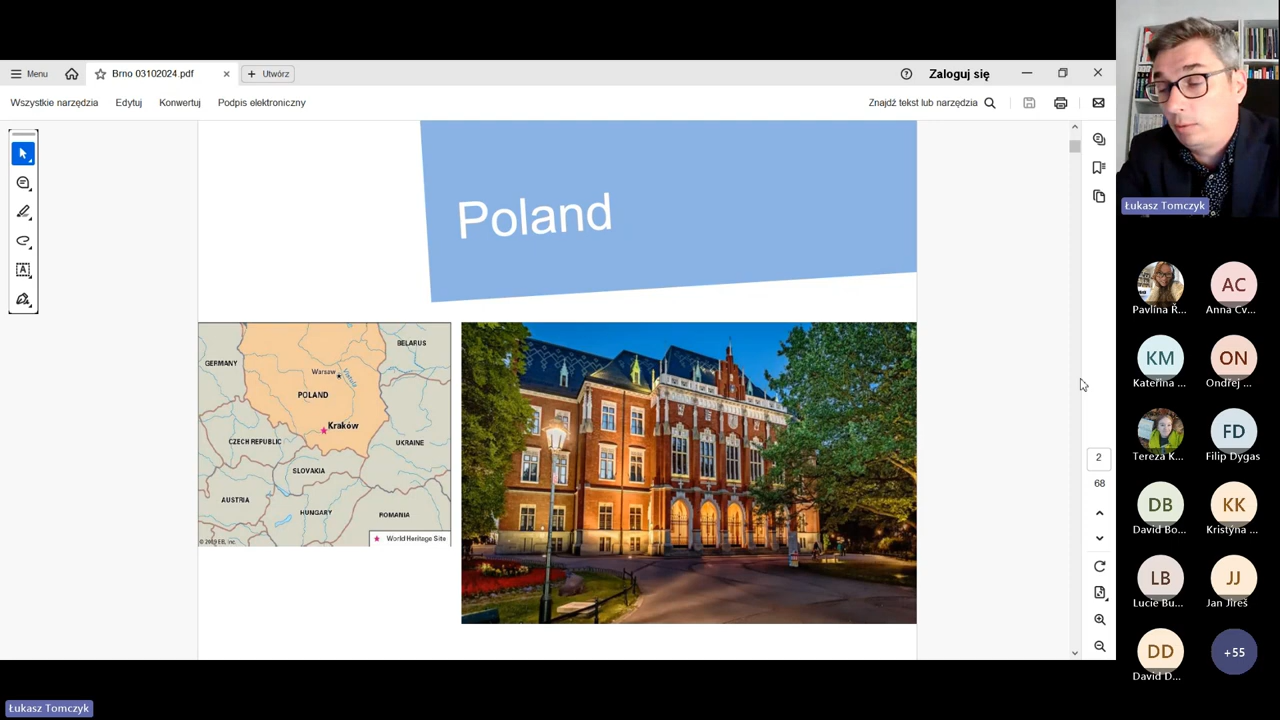 Menu
Brno 03102024.pdf
Utwórz
Zaloguj się
Wszystkie narzędzia
Edytuj
Konwertuj
Podpis elektroniczny
Znajdź tekst lub narzędzia
Poland
BELARUS
GERMANY
Warsaw
Vistula
POLAND
Kraków
CZECH REPUBLIC
UKRAINE
SLOVAKIA
AUSTRIA
HUNGARY
ROMANIA
World Heritage Site
2
68
Łukasz Tomczyk
Pavlína Ř...
AC
Anna Cv...
KM
Kateřina ...
ON
Ondřej ...
Tereza K...
FD
Filip Dygas
DB
David Bo...
KK
Kristýna ...
LB
Lucie Bu...
JJ
Jan Jireš
DD
David D...
+55
Łukasz Tomczyk